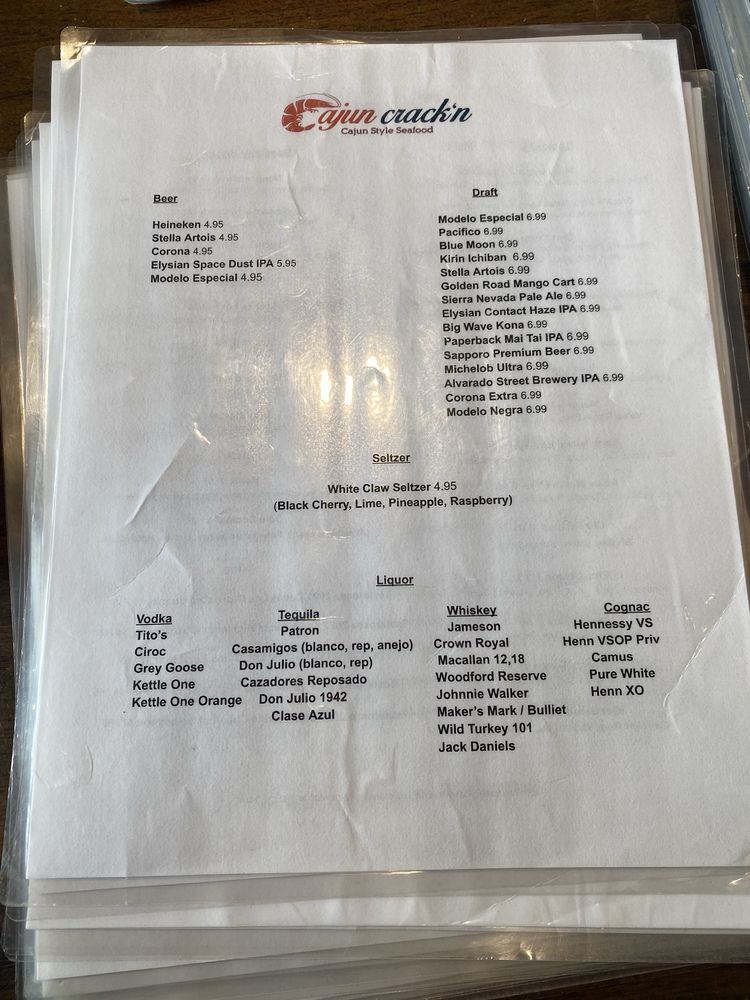 Cajun crack'n
Cajun Style Seafood
Beer
Heineken 4.95
Stella Artois 4.95
Corona 4.95
Elysian Space Dust IPA 5.95
Modelo Especial 4.95
Draft
Modelo Especial 6.99
Pacifico 6.99
Blue Moon 6.99
Kirin Ichiban 6.99
Stella Artois 6.99
Golden Road Mango Cart 6.99
Sierra Nevada Pale Ale 6.99
Elysian Contact Haze IPA 6.99
Big Wave Kona 6.99
Paperback Mai Tai IPA 6.99
Sapporo Premium Beer 6.99
Michelob Ultra 6.99
Alvarado Street Brewery IPA 6.99
Corona Extra 6.99
Modelo Negra 6.99
Seltzer
White Claw Seltzer 4.95
(Black Cherry, Lime, Pineapple, Raspberry)
Liquor
Vodka
Tito's
Ciroc
Grey Goose
Kettle One
Kettle One Orange
Tequila
Patron
Casamigos (blanco, rep, anejo)
Don Julio (blanco, rep)
Cazadores Reposado
Don Julio 1942
Clase Azul
Whiskey
Jameson
Crown Royal
Macallan 12,18
Woodford Reserve
Johnnie Walker
Maker's Mark / Bulliet
Wild Turkey 101
Jack Daniels
Cognac
Hennessy VS
Henn VSOP Priv
Camus
Pure White
Henn XO